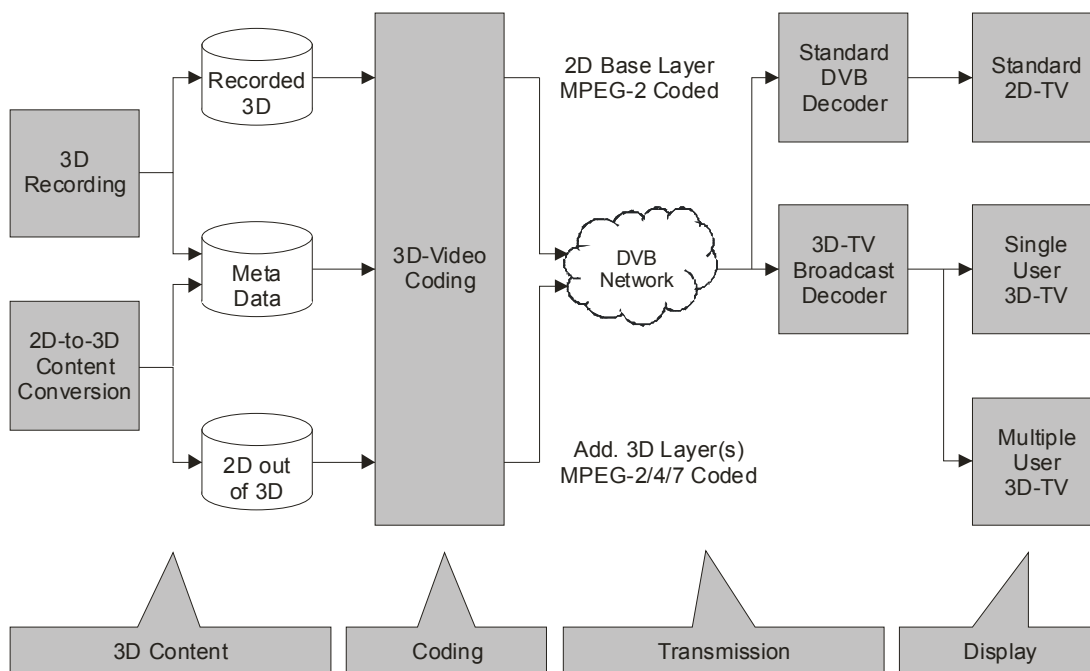 3D
Recording
2D-to-3D
Content
Conversion
Recorded
3D
Meta
Data
2D out
of 3D
3D-Video
Coding
2D Base Layer
MPEG-2 Coded
Add. 3D Layer(s)
MPEG-2/4/7 Coded
DVB
Network
Standard
DVB
Decoder
3D-TV
Broadcast
Decoder
Standard
2D-TV
Single
User
3D-TV
Multiple
User
3D-TV
3D Content
Coding
Transmission
Display